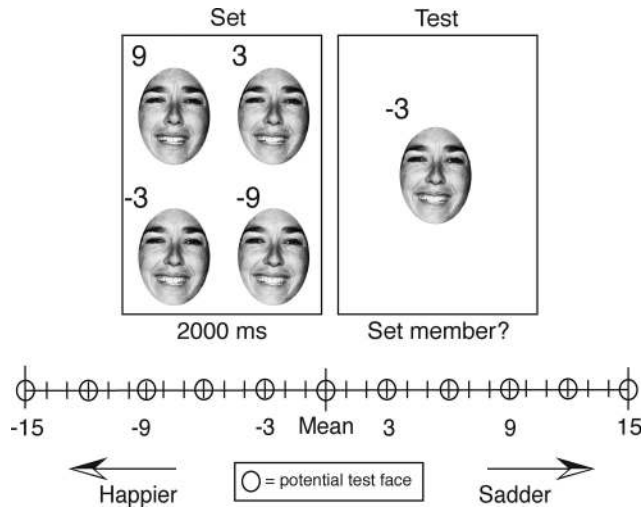 Set
Test
9 3
-3 -9
-3
2000 ms
Set member?
-15 -9 -3 Mean 3 9 15
Happier
= potential test face
Sadder